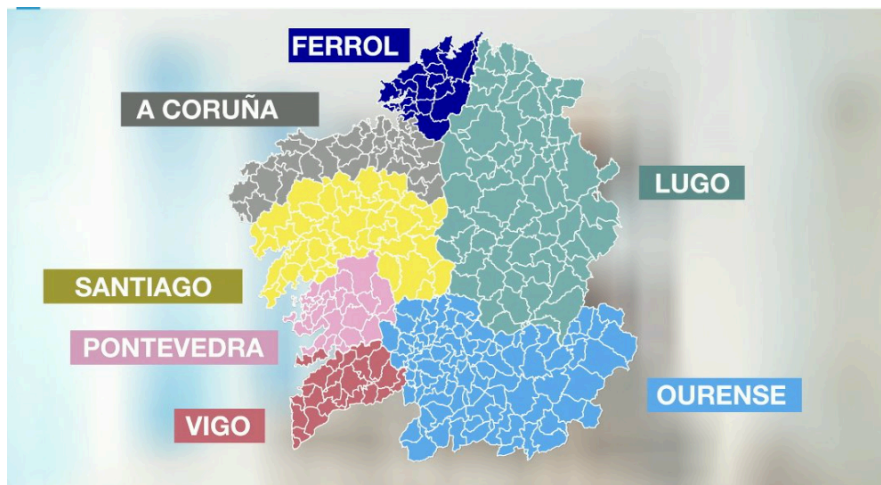 FERROL
A CORUÑA
LUGO
SANTIAGO
PONTEVEDRA
OURENSE
VIGO